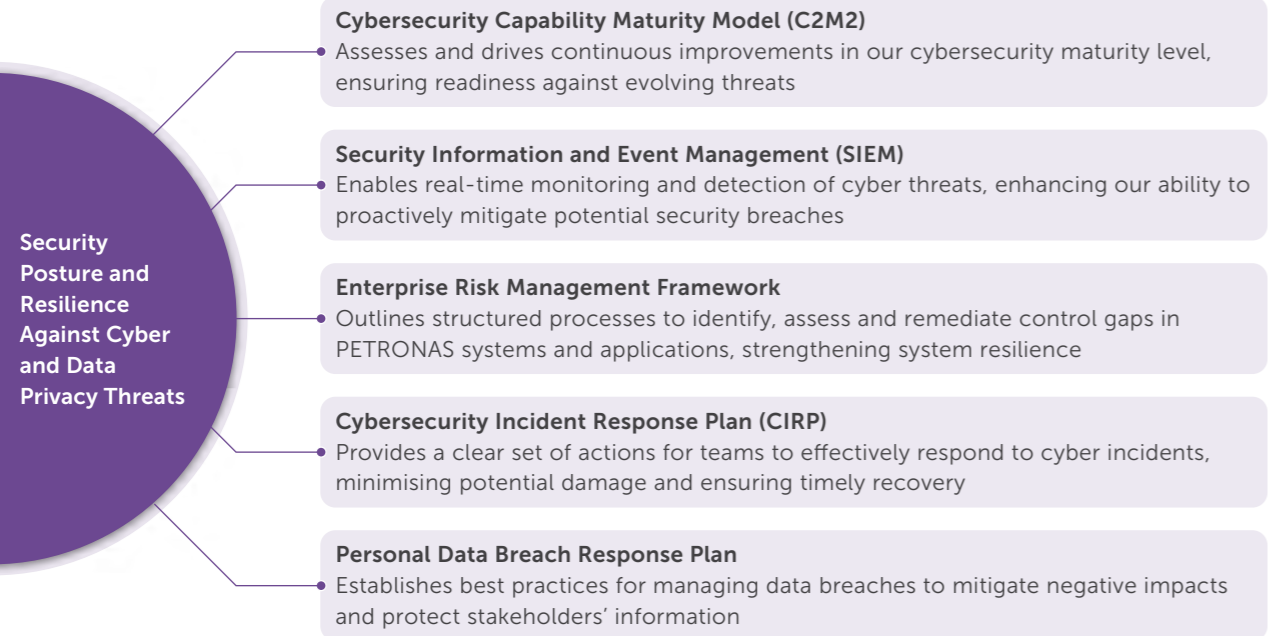 Security
Posture and
Resilience
Against Cyber
and Data
Privacy Threats
Cybersecurity Capability Maturity Model (C2M2)
Assesses and drives continuous improvements in our cybersecurity maturity level,
ensuring readiness against evolving threats
Security Information and Event Management (SIEM)
Enables real-time monitoring and detection of cyber threats, enhancing our ability to
proactively mitigate potential security breaches
Enterprise Risk Management Framework
Outlines structured processes to identify, assess and remediate control gaps in
PETRONAS systems and applications, strengthening system resilience
Cybersecurity Incident Response Plan (CIRP)
Provides a clear set of actions for teams to effectively respond to cyber incidents,
minimising potential damage and ensuring timely recovery
Personal Data Breach Response Plan
Establishes best practices for managing data breaches to mitigate negative impacts
and protect stakeholders’ information